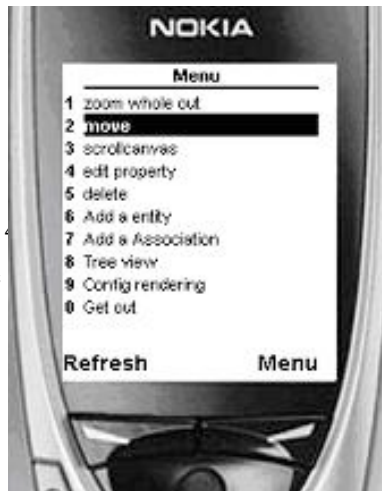 NOKIA
Menu
1 zoom whole out
2 move
3 scrollcanvas
4 edit property
5 delete
6 Add a entity
7 Add a Association
8 Tree view
9 Config rendering
0 Get out
Refresh Menu